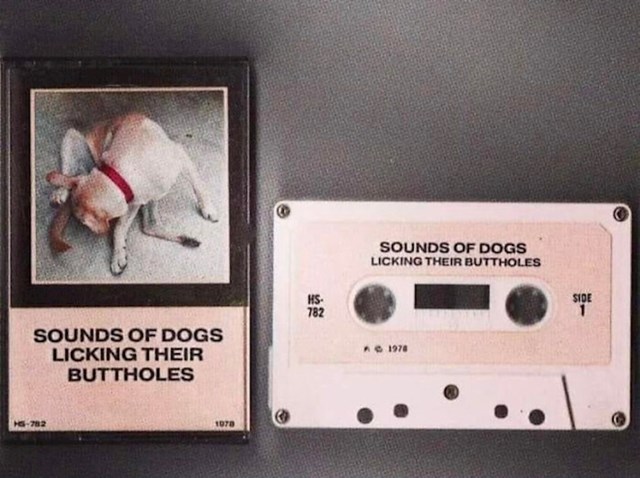 SOUNDS OF DOGS
LICKING THEIR
BUTTHOLES
HS-782
1978
SOUNDS OF DOGS
LICKING THEIR BUTTHOLES
HS-
782
SIDE
1
℗ © 1978